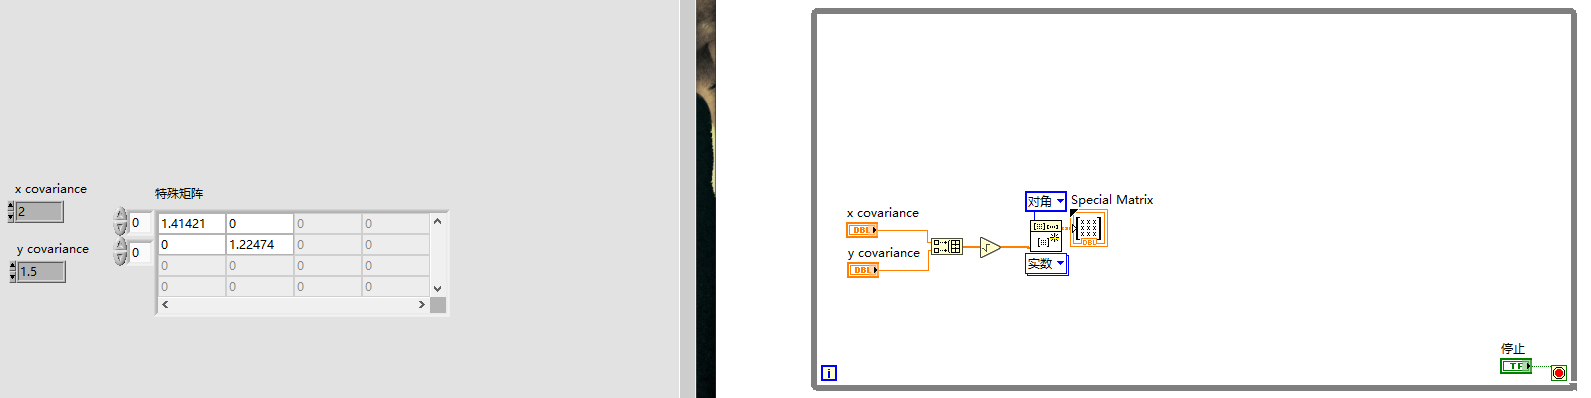 x covariance
2
y covariance
1.5
特殊矩阵
0
0
1.41421 0 0 0
0 1.22474 0 0
0 0 0 0
0 0 0 0
x covariance
DBL
y covariance
DBL
对角
Special Matrix
DBL
实数
停止
TF
i